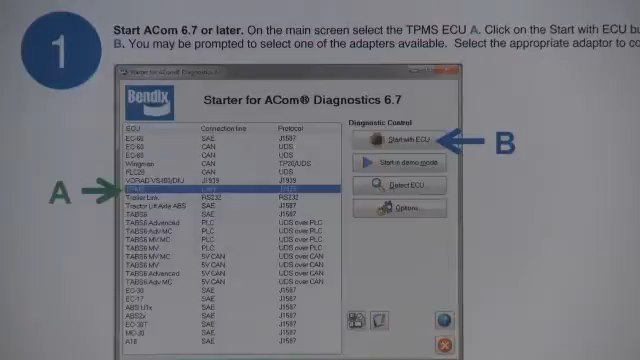 1
Start ACom 6.7 or later. On the main screen select the TPMS ECU A. Click on the Start with ECU bu
B. You may be prompted to select one of the adapters available. Select the appropriate adaptor to co
Starter for ACom® Diagnostics 6.7
Bendix
Starter for ACom® Diagnostics 6.7
Diagnostic Control
ECU Connection line Protocol
EC-60 SAE J1587
EC-60 CAN UDS
EC-80 CAN UDS
Wingman CAN TP20/UDS
FLC20 CAN UDS
VORAD VS400/DIU J1939 J1939
TPMS CAN J1939
Trailer Link RS232 RS232
Tractor Lift Axle ABS SAE J1587
TABS6 SAE J1587
TABS6 Advanced PLC UDS over PLC
TABS6 Adv MC PLC UDS over PLC
TABS6 MV MC PLC UDS over PLC
TABS6 MV PLC UDS over PLC
TABS6 MV MC 5V CAN UDS over CAN
TABS6 MV 5V CAN UDS over CAN
TABS6 Advanced 5V CAN UDS over CAN
TABS6 Adv MC 5V CAN UDS over CAN
EC-30 SAE J1587
EC-17 SAE J1587
ABS U1x SAE J1587
ABS2x SAE J1587
EC-30T SAE J1587
MC-30 SAE J1587
A18 SAE J1587
Start with ECU
Start in demo mode
Detect ECU
Options
A
B